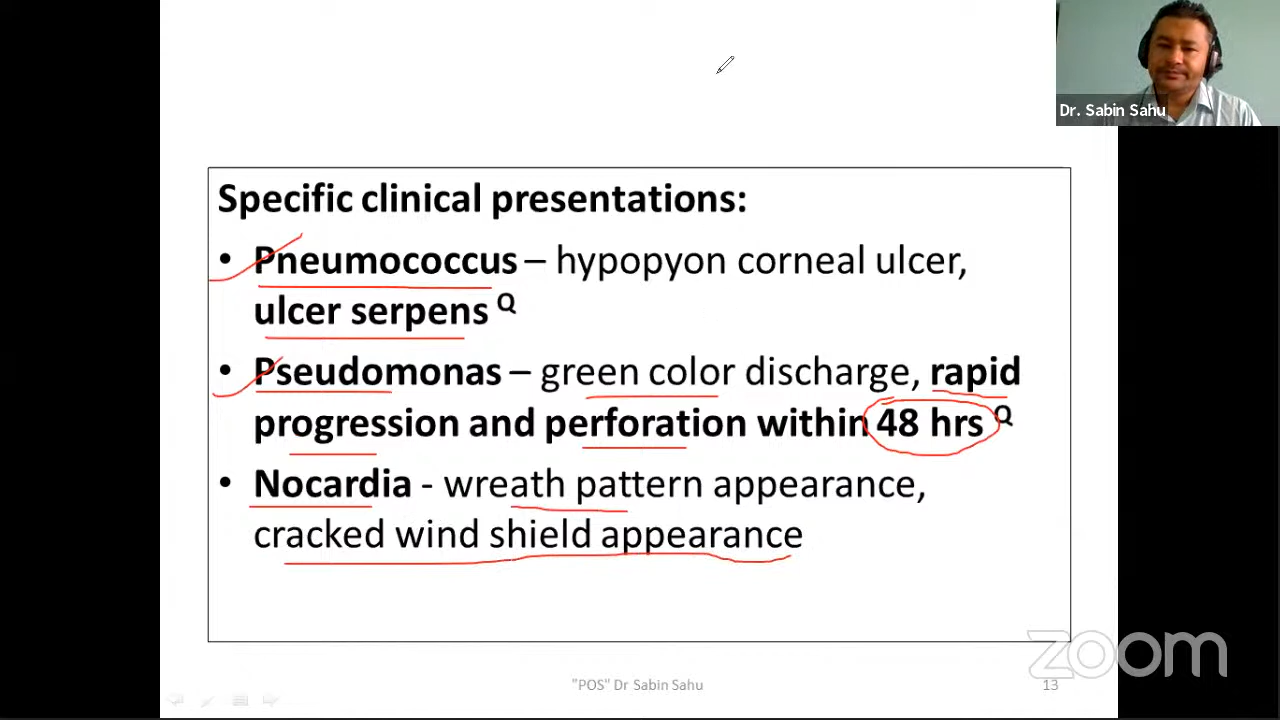 Dr. Sabin Sahu
Specific clinical presentations:
• Pneumococcus – hypopyon corneal ulcer,
ulcer serpens Q
• Pseudomonas – green color discharge, rapid
progression and perforation within 48 hrs Q
• Nocardia - wreath pattern appearance,
cracked wind shield appearance
zoom
"POS" Dr Sabin Sahu
13